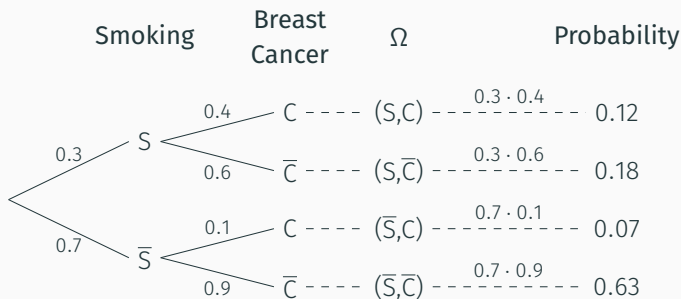 Smoking Breast Cancer Ω Probability
0.3 · 0.4
0.4 C (S,C) 0.12
0.3 S
0.3 · 0.6
0.6 C̅ (S,C̅) 0.18
0.7 · 0.1
0.1 C (S̅,C) 0.07
0.7 S̅
0.7 · 0.9
0.9 C̅ (S̅,C̅) 0.63